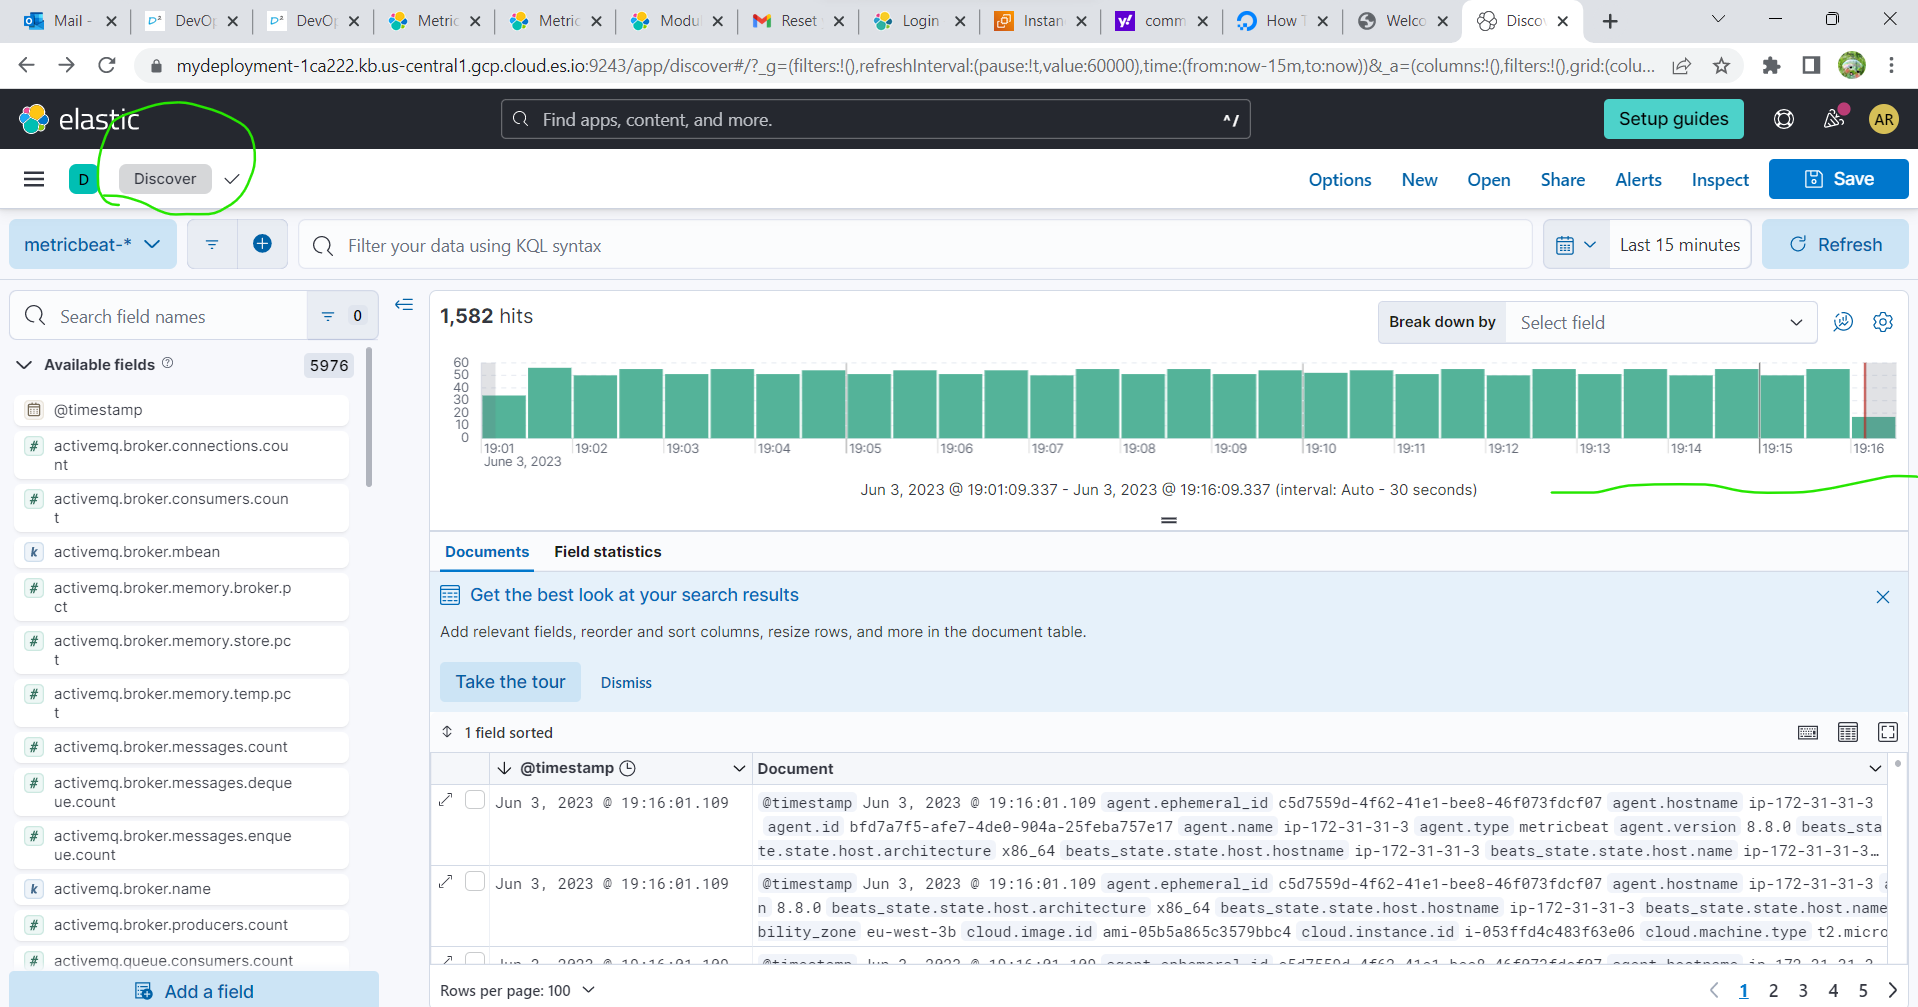 Mail -
DevOp
DevOp
Metric
Metric
Modul
Reset
Login
Instan
comm
How T
Welco
Disco
mydeployment-1ca222.kb.us-central1.gcp.cloud.es.io:9243/app/discover#/?_g=(filters:!(),refreshInterval:(pause:!t,value:60000),time:(from:now-15m,to:now))&_a=(columns:!(),filters:!(),grid:(colu...
elastic
Find apps, content, and more.
^/
Setup guides
AR
D
Discover
Options
New
Open
Share
Alerts
Inspect
Save
metricbeat-*
Filter your data using KQL syntax
Last 15 minutes
Refresh
Search field names
0
Available fields
5976
@timestamp
activemq.broker.connections.cou
nt
activemq.broker.consumers.coun
t
k activemq.broker.mbean
activemq.broker.memory.broker.p
ct
activemq.broker.memory.store.pc
t
activemq.broker.memory.temp.pc
t
activemq.broker.messages.count
activemq.broker.messages.deque
ue.count
activemq.broker.messages.enque
ue.count
k activemq.broker.name
activemq.broker.producers.count
activemq.queue.consumers.count
Add a field
1,582 hits
Break down by
Select field
60
50
40
30
20
10
0
19:01 19:02 19:03 19:04 19:05 19:06 19:07 19:08 19:09 19:10 19:11 19:12 19:13 19:14 19:15 19:16
June 3, 2023
Jun 3, 2023 @ 19:01:09.337 - Jun 3, 2023 @ 19:16:09.337 (interval: Auto - 30 seconds)
Documents
Field statistics
Get the best look at your search results
Add relevant fields, reorder and sort columns, resize rows, and more in the document table.
Take the tour
Dismiss
1 field sorted
@timestamp
Document
Jun 3, 2023 @ 19:16:01.109
@timestamp Jun 3, 2023 @ 19:16:01.109 agent.ephemeral_id c5d7559d-4f62-41e1-bee8-46f073fdcf07 agent.hostname ip-172-31-31-3
agent.id bfd7a7f5-afe7-4de0-904a-25feba757e17 agent.name ip-172-31-31-3 agent.type metricbeat agent.version 8.8.0 beats_sta
te.state.host.architecture x86_64 beats_state.state.host.hostname ip-172-31-31-3 beats_state.state.host.name ip-172-31-31-3…
Jun 3, 2023 @ 19:16:01.109
@timestamp Jun 3, 2023 @ 19:16:01.109 agent.ephemeral_id c5d7559d-4f62-41e1-bee8-46f073fdcf07 agent.hostname ip-172-31-31-3
n 8.8.0 beats_state.state.host.architecture x86_64 beats_state.state.host.hostname ip-172-31-31-3 beats_state.state.host.name
bility_zone eu-west-3b cloud.image.id ami-05b5a865c3579bbc4 cloud.instance.id i-053ffd4c483f63e06 cloud.machine.type t2.micro
Rows per page: 100
1 2 3 4 5